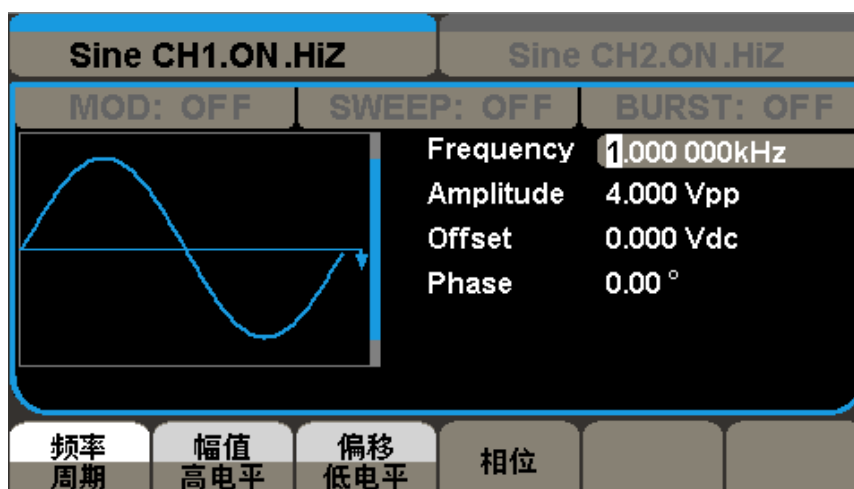 Sine CH1.ON.HiZ
Sine CH2.ON.HiZ
MOD: OFF
SWEEP: OFF
BURST: OFF
Frequency 1.000 000kHz
Amplitude 4.000 Vpp
Offset 0.000 Vdc
Phase 0.00 °
频率 幅值 偏移 相位
周期 高电平 低电平